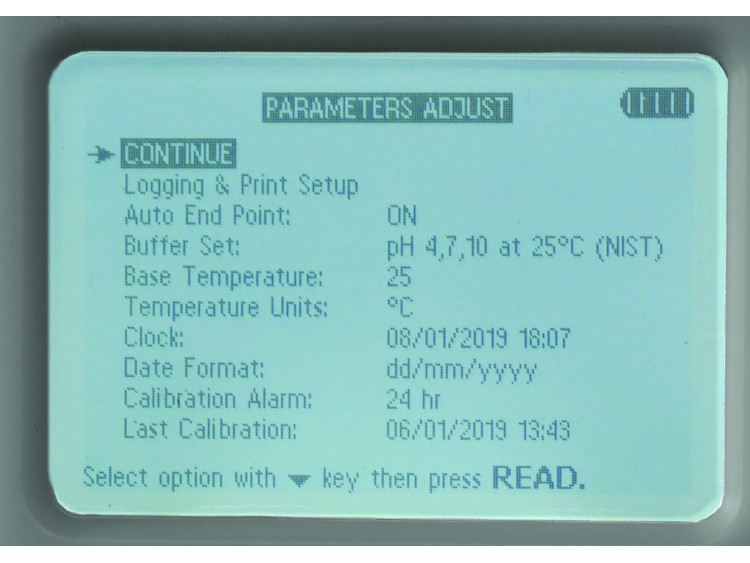 PARAMETERS ADJUST
CONTINUE
Logging & Print Setup
Auto End Point: ON
Buffer Set: pH 4,7,10 at 25°C (NIST)
Base Temperature: 25
Temperature Units: °C
Clock: 08/01/2019 18:07
Date Format: dd/mm/yyyy
Calibration Alarm: 24 hr
Last Calibration: 06/01/2019 13:43
Select option with key then press READ.